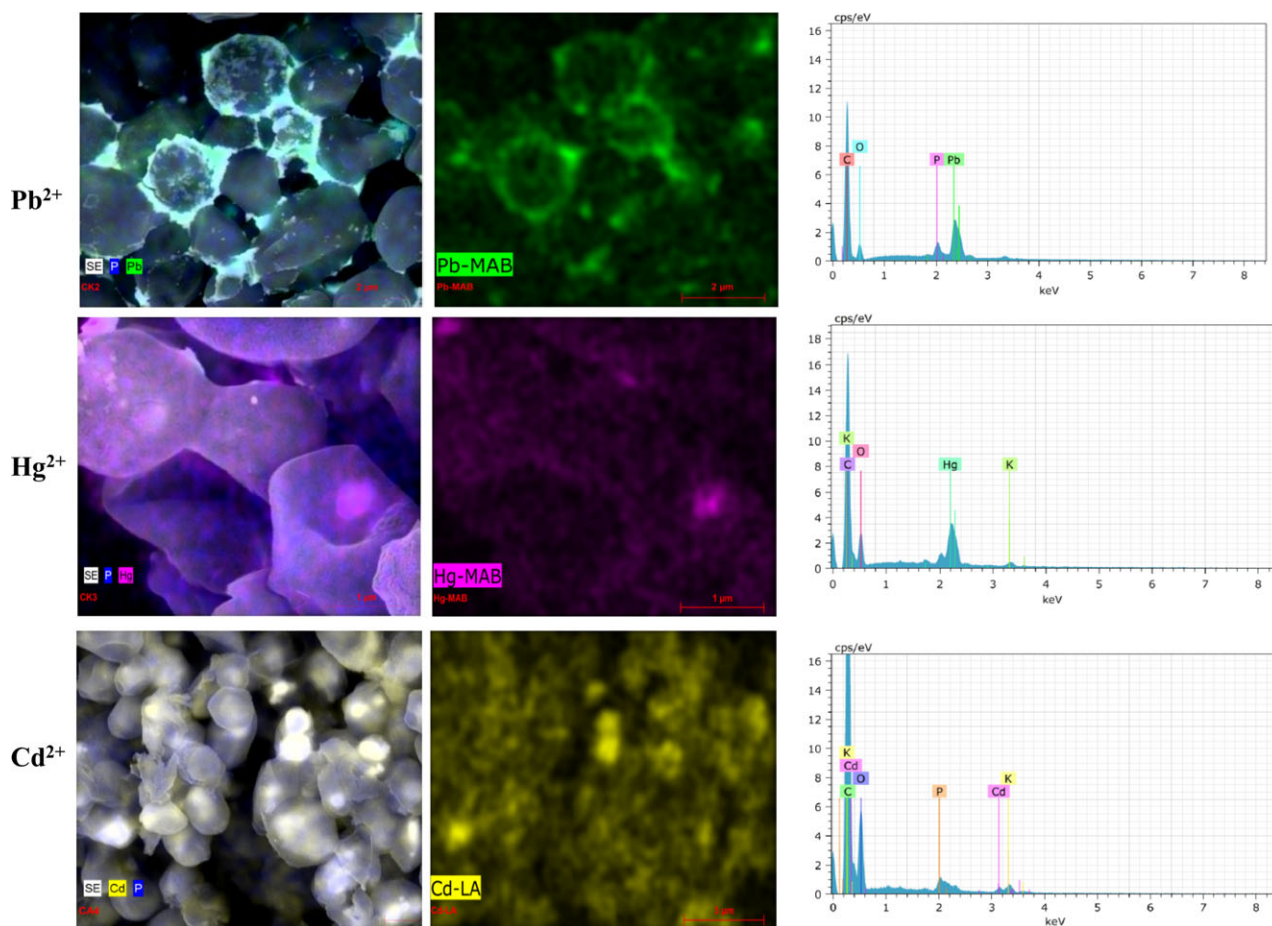 Pb²⁺
SE P Pb
CK2
2 µm
Pb-MAB
Pb-MAB
2 µm
cps/eV
16
14
12
10
8
6
4
2
0
C
O
P
Pb
0 1 2 3 4 5 6 7 8
keV
Hg²⁺
SE P Hg
CK3
1 µm
Hg-MAB
Hg-MAB
1 µm
cps/eV
18
16
14
12
10
8
6
4
2
0
K
C
O
Hg
K
0 1 2 3 4 5 6 7 8
keV
Cd²⁺
SE Cd P
Cd-LA
Cd-LA
cps/eV
16
14
12
10
8
6
4
2
0
K
Cd
C
O
P
Cd
K
0 1 2 3 4 5 6 7 8
keV